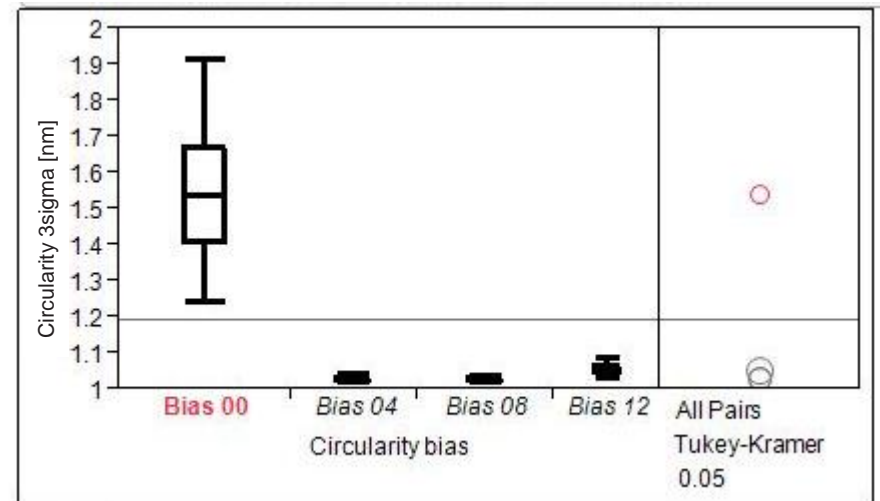 Circularity 3sigma [nm]
2
1.9
1.8
1.7
1.6
1.5
1.4
1.3
1.2
1.1
1
Bias 00 Bias 04 Bias 08 Bias 12
Circularity bias
All Pairs
Tukey-Kramer
0.05